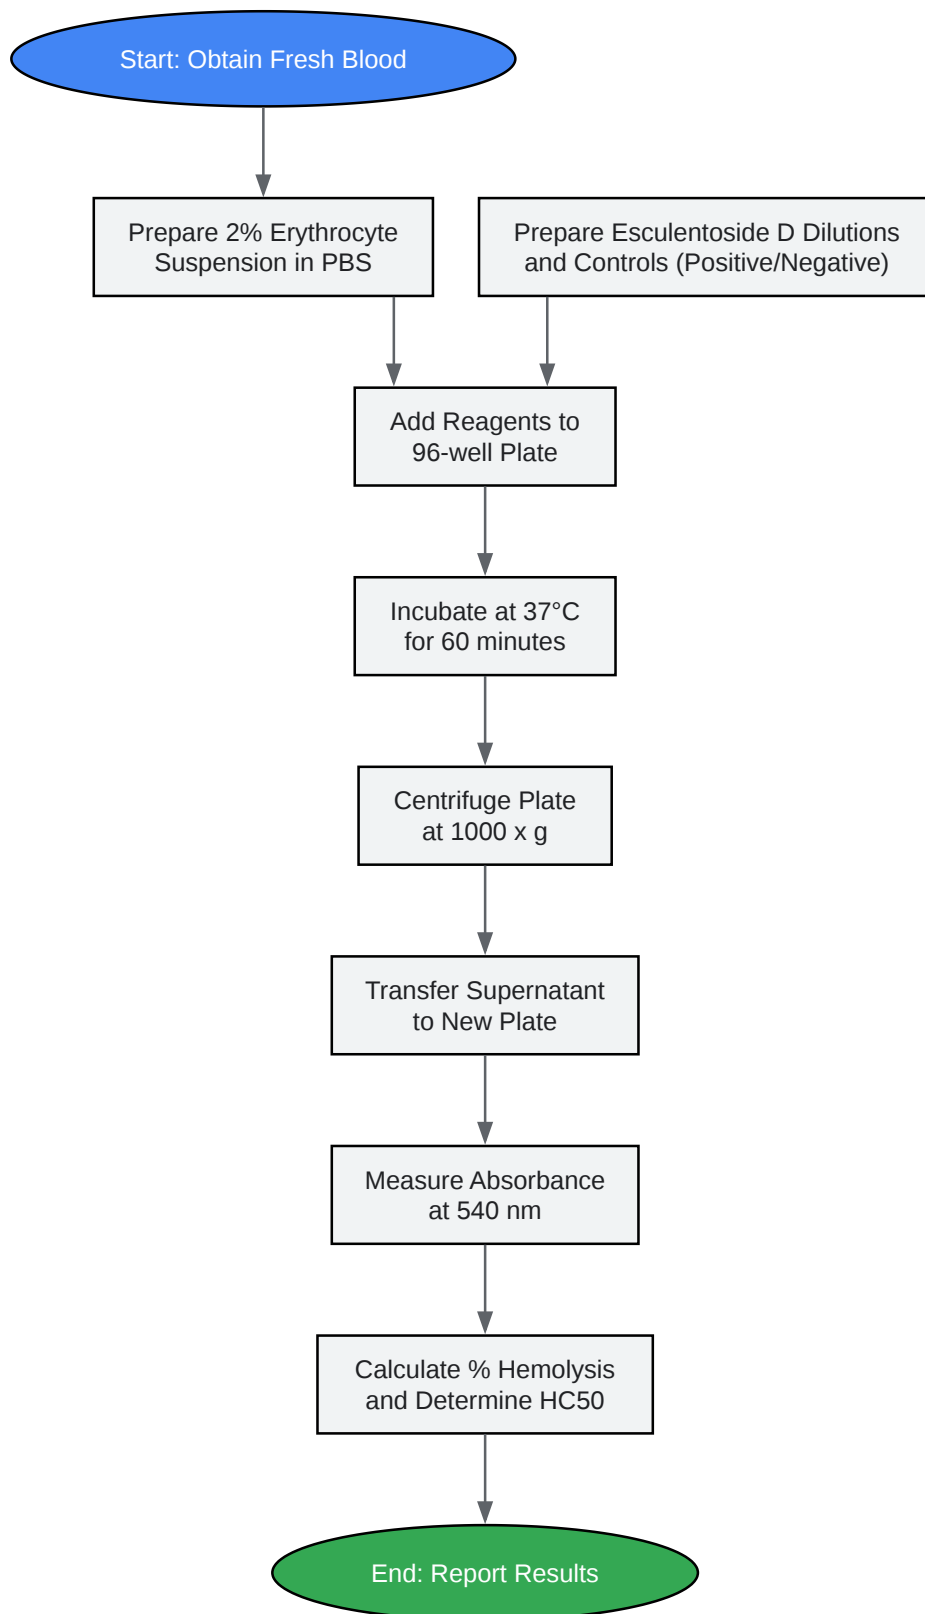 Start: Obtain Fresh Blood
Prepare 2% Erythrocyte
Suspension in PBS
Prepare Esculentoside D Dilutions
and Controls (Positive/Negative)
Add Reagents to
96-well Plate
Incubate at 37°C
for 60 minutes
Centrifuge Plate
at 1000 x g
Transfer Supernatant
to New Plate
Measure Absorbance
at 540 nm
Calculate % Hemolysis
and Determine HC50
End: Report Results